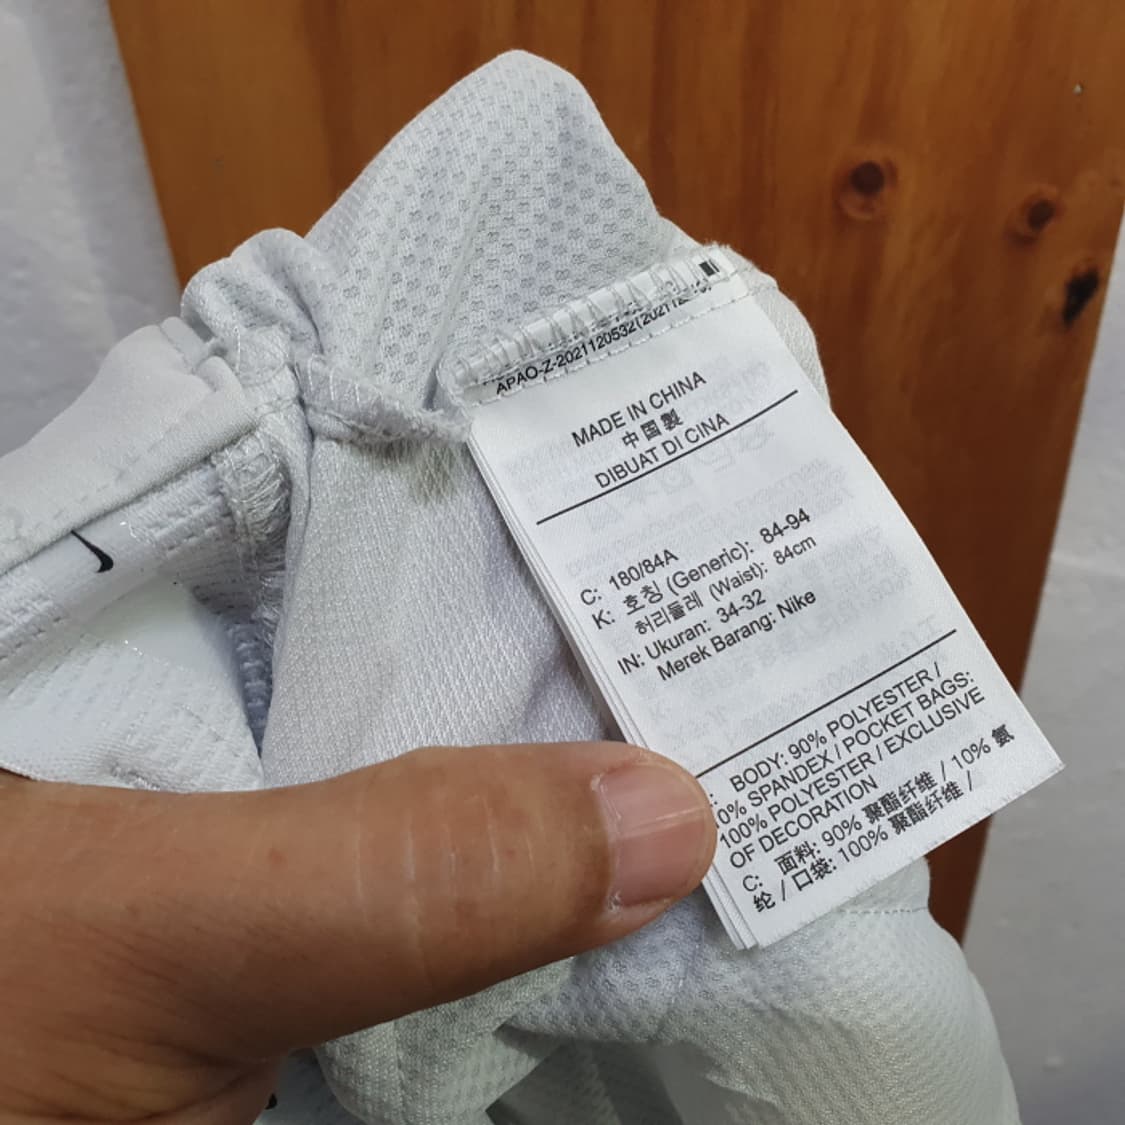 APAO-Z-2021120532(2021
MADE IN CHINA
中国製
DIBUAT DI CINA
C: 180/84A
K: 호칭 (Generic): 84-94
허리둘레 (Waist): 84cm
IN: Ukuran: 34-32
Merek Barang: Nike
BODY: 90% POLYESTER /
10% SPANDEX / POCKET BAGS:
100% POLYESTER / EXCLUSIVE
OF DECORATION
C: 面料: 90% 聚酯纤维 / 10% 氨
纶 / 口袋: 100% 聚酯纤维 /